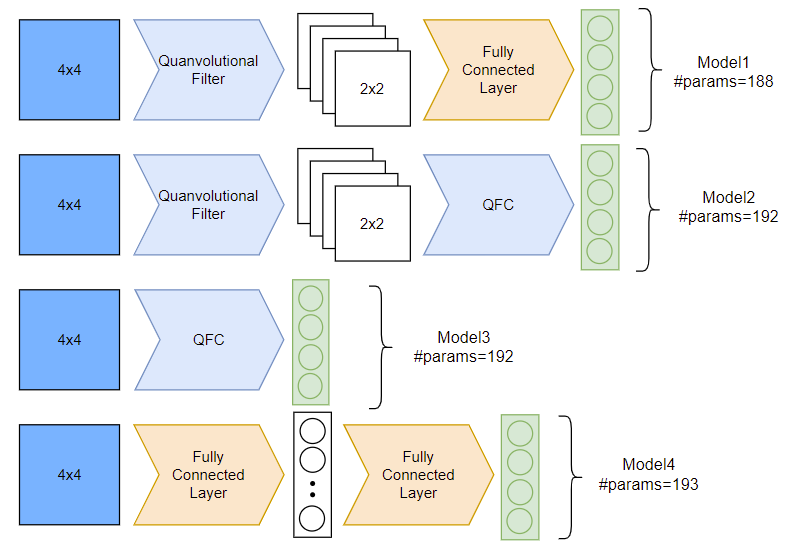 4x4
Quanvolutional
Filter
2x2
Fully
Connected
Layer
Model1
#params=188
4x4
Quanvolutional
Filter
2x2
QFC
Model2
#params=192
4x4
QFC
Model3
#params=192
4x4
Fully
Connected
Layer
Fully
Connected
Layer
Model4
#params=193